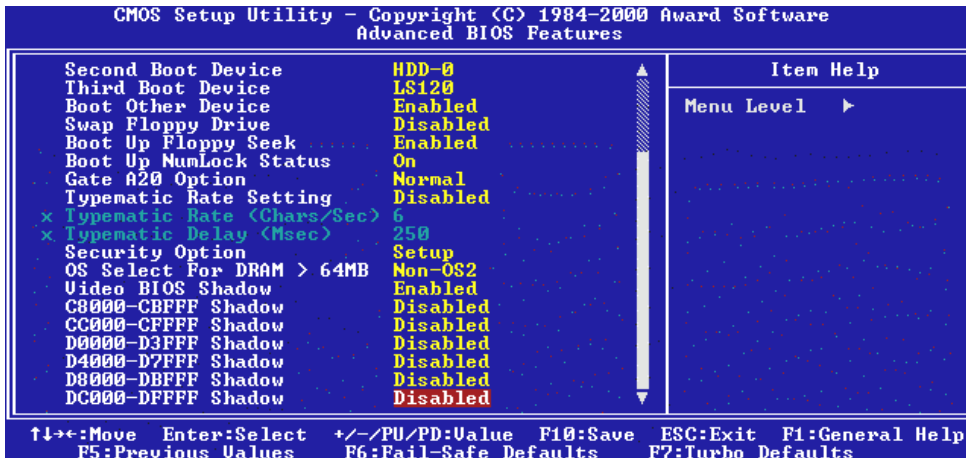 CMOS Setup Utility – Copyright (C) 1984-2000 Award Software
Advanced BIOS Features
Second Boot Device HDD-0
Third Boot Device LS120
Boot Other Device Enabled
Swap Floppy Drive Disabled
Boot Up Floppy Seek Enabled
Boot Up NumLock Status On
Gate A20 Option Normal
Typematic Rate Setting Disabled
x Typematic Rate (Chars/Sec) 6
x Typematic Delay (Msec) 250
Security Option Setup
OS Select For DRAM > 64MB Non-OS2
Video BIOS Shadow Enabled
C8000-CBFFF Shadow Disabled
CC000-CFFFF Shadow Disabled
D0000-D3FFF Shadow Disabled
D4000-D7FFF Shadow Disabled
D8000-DBFFF Shadow Disabled
DC000-DFFFF Shadow Disabled
Item Help
Menu Level ►
↑↓→←:Move Enter:Select +/-/PU/PD:Value F10:Save ESC:Exit F1:General Help
F5:Previous Values F6:Fail-Safe Defaults F7:Turbo Defaults